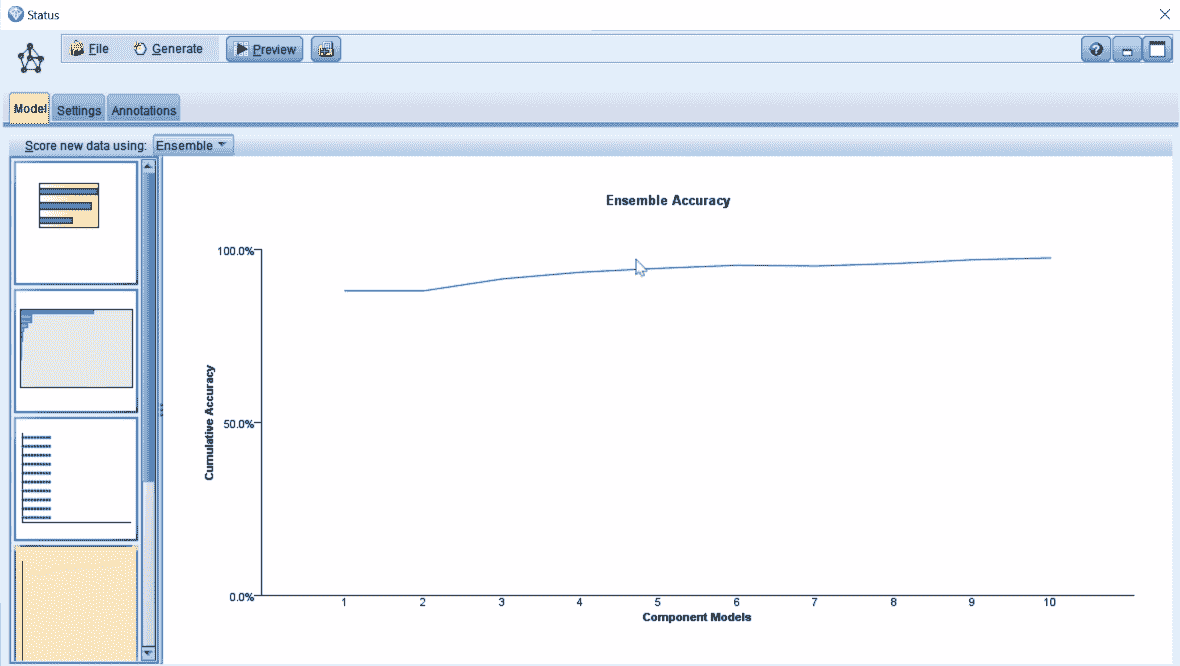 Status
File Generate Preview
Model Settings Annotations
Score new data using: Ensemble
Ensemble Accuracy
100.0%
50.0%
0.0%
Cumulative Accuracy
1 2 3 4 5 6 7 8 9 10
Component Models